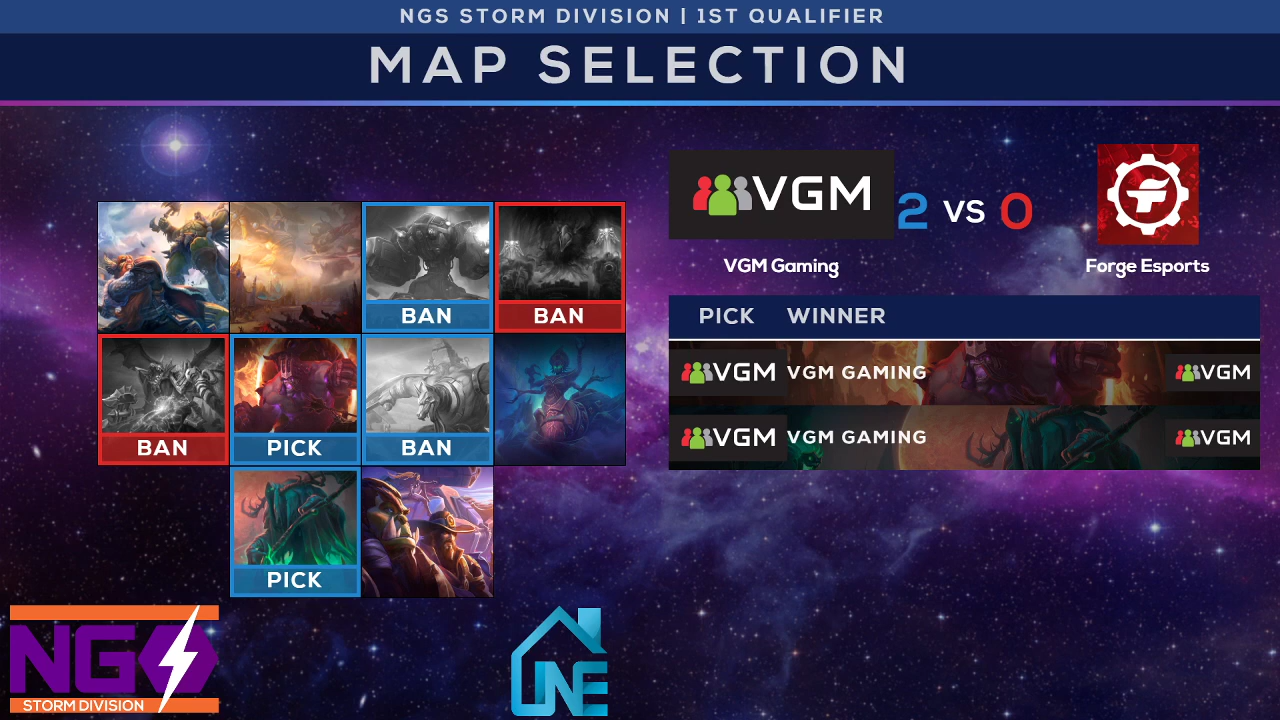 NGS STORM DIVISION | 1ST QUALIFIER
MAP SELECTION
VGM
2 VS 0
VGM Gaming
Forge Esports
BAN
BAN
PICK WINNER
VGM VGM GAMING VGM
VGM VGM GAMING VGM
BAN
PICK
BAN
PICK
NGS
STORM DIVISION
UNE